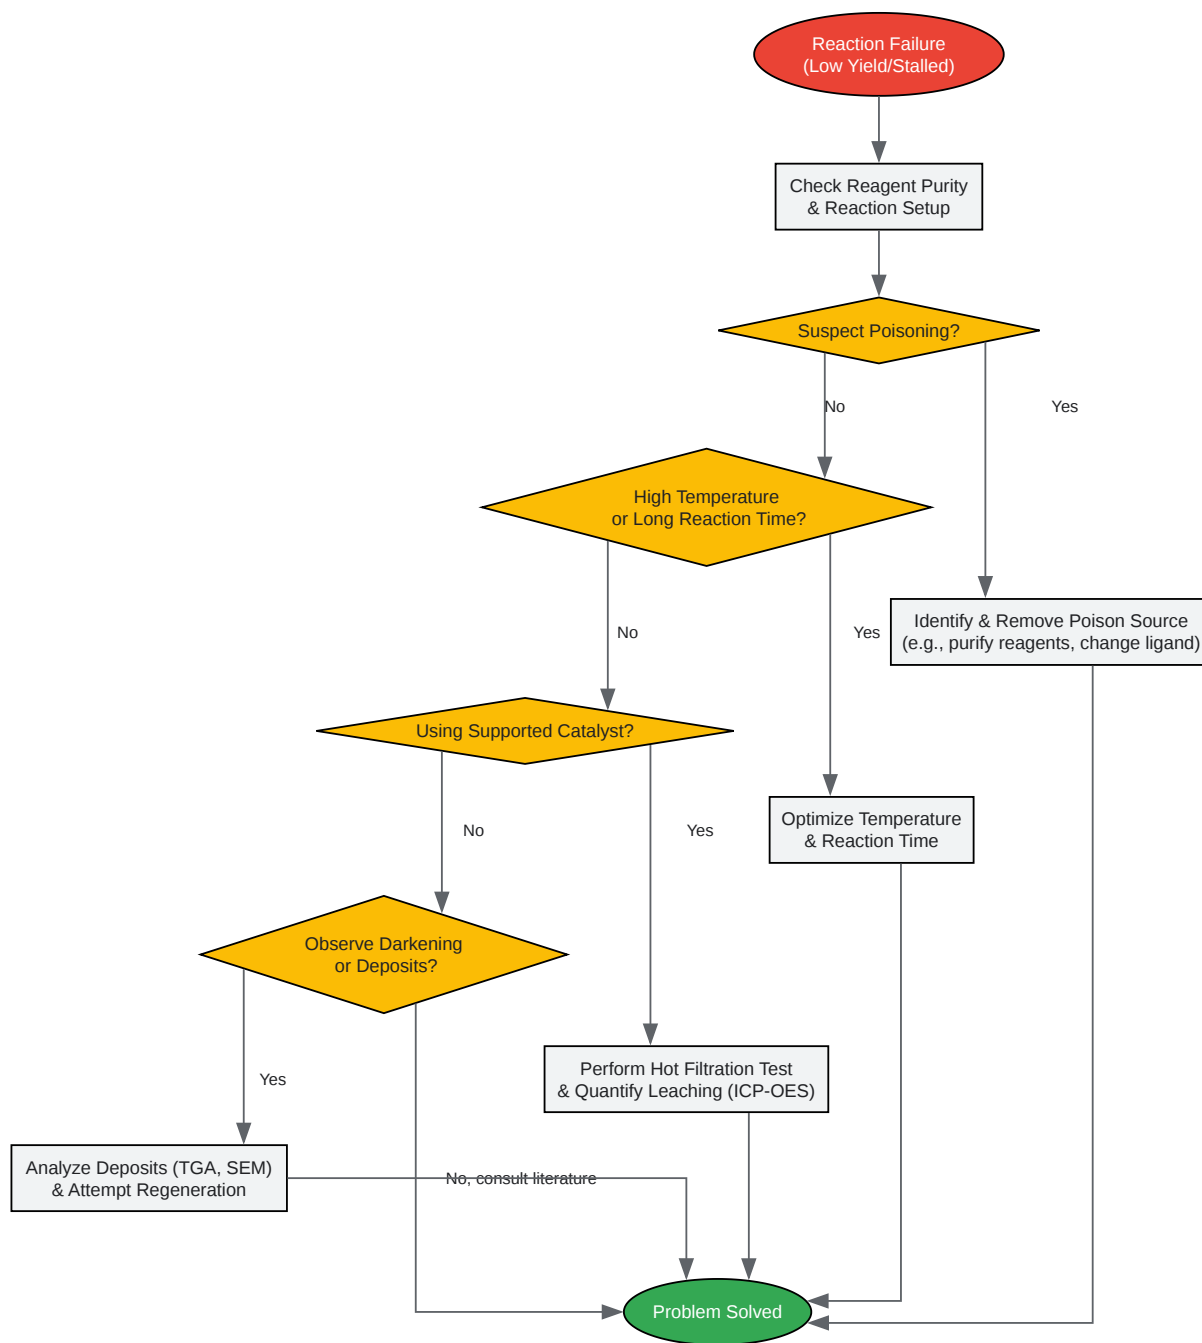 Reaction Failure
(Low Yield/Stalled)
Check Reagent Purity
& Reaction Setup
Suspect Poisoning?
No
Yes
High Temperature
or Long Reaction Time?
No
Yes
Identify & Remove Poison Source
(e.g., purify reagents, change ligand)
Using Supported Catalyst?
No
Yes
Optimize Temperature
& Reaction Time
Observe Darkening
or Deposits?
Yes
Perform Hot Filtration Test
& Quantify Leaching (ICP-OES)
Analyze Deposits (TGA, SEM)
& Attempt Regeneration
No, consult literature
Problem Solved